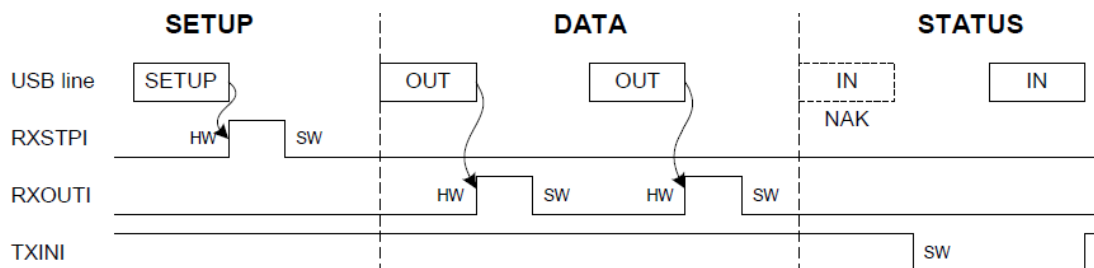 SETUP DATA STATUS
USB line SETUP OUT OUT IN IN
NAK
RXSTPI HW SW
RXOUTI HW SW HW SW
TXINI SW